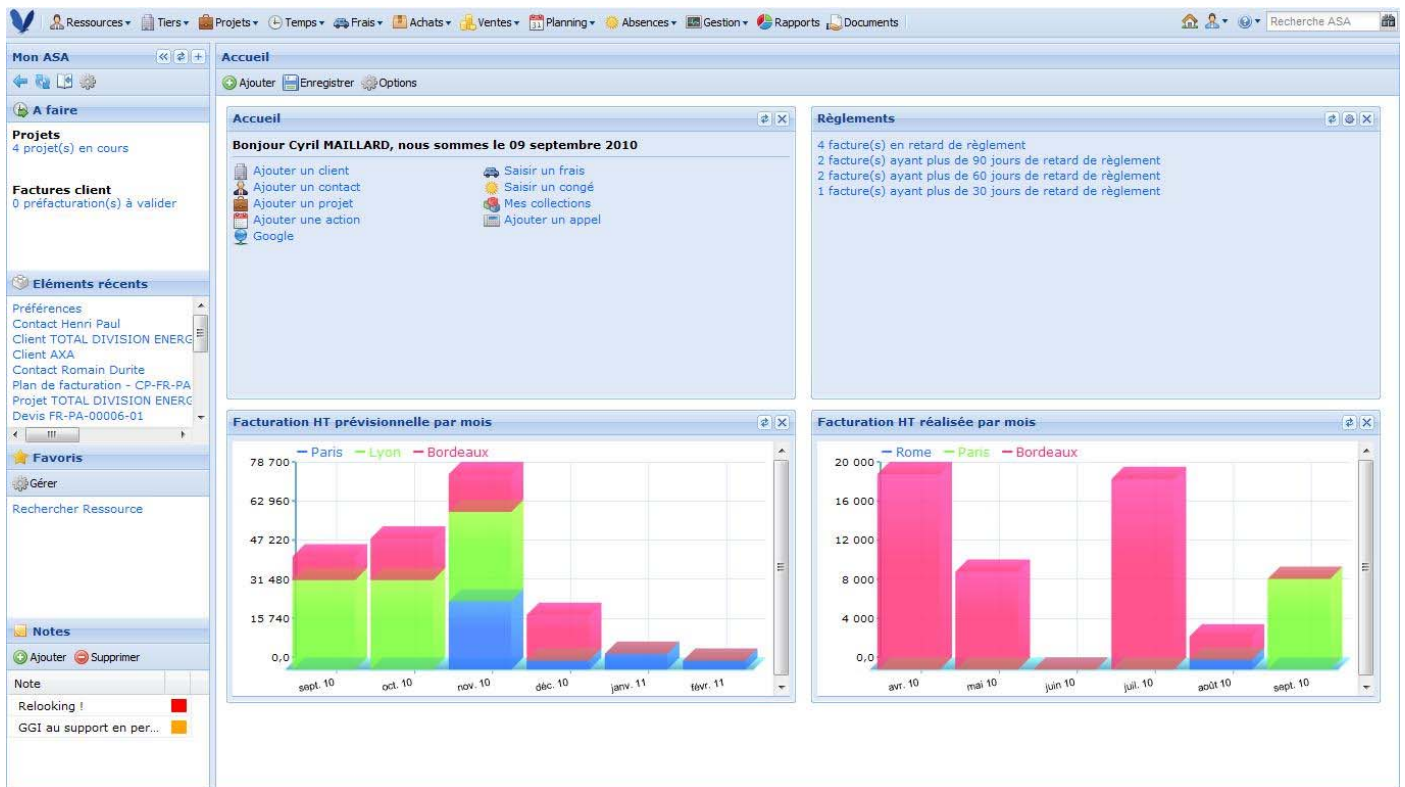 Ressources Tiers Projets Temps Frais Achats Ventes Planning Absences Gestion Rapports Documents Recherche ASA
Mon ASA
A faire
Projets
4 projet(s) en cours
Factures client
0 préfacturation(s) à valider
Eléments récents
Préférences
Contact Henri Paul
Client TOTAL DIVISION ENERG
Client AXA
Contact Romain Durite
Plan de facturation - CP-FR-PA
Projet TOTAL DIVISION ENERG
Devis FR-PA-00006-01
Favoris
Gérer
Rechercher Ressource
Notes
Ajouter Supprimer
Note
Relooking !
GGI au support en per...
Accueil
Ajouter Enregistrer Options
Accueil
Bonjour Cyril MAILLARD, nous sommes le 09 septembre 2010
Ajouter un client
Ajouter un contact
Ajouter un projet
Ajouter une action
Google
Saisir un frais
Saisir un congé
Mes collections
Ajouter un appel
Règlements
4 facture(s) en retard de règlement
2 facture(s) ayant plus de 90 jours de retard de règlement
2 facture(s) ayant plus de 60 jours de retard de règlement
1 facture(s) ayant plus de 30 jours de retard de règlement
Facturation HT prévisionnelle par mois
Paris Lyon Bordeaux
78 700
62 960
47 220
31 480
15 740
0,0
sept. 10 oct. 10 nov. 10 déc. 10 janv. 11 févr. 11
Facturation HT réalisée par mois
Rome Paris Bordeaux
20 000
16 000
12 000
8 000
4 000
0,0
avr. 10 mai 10 juin 10 juil. 10 août 10 sept. 10